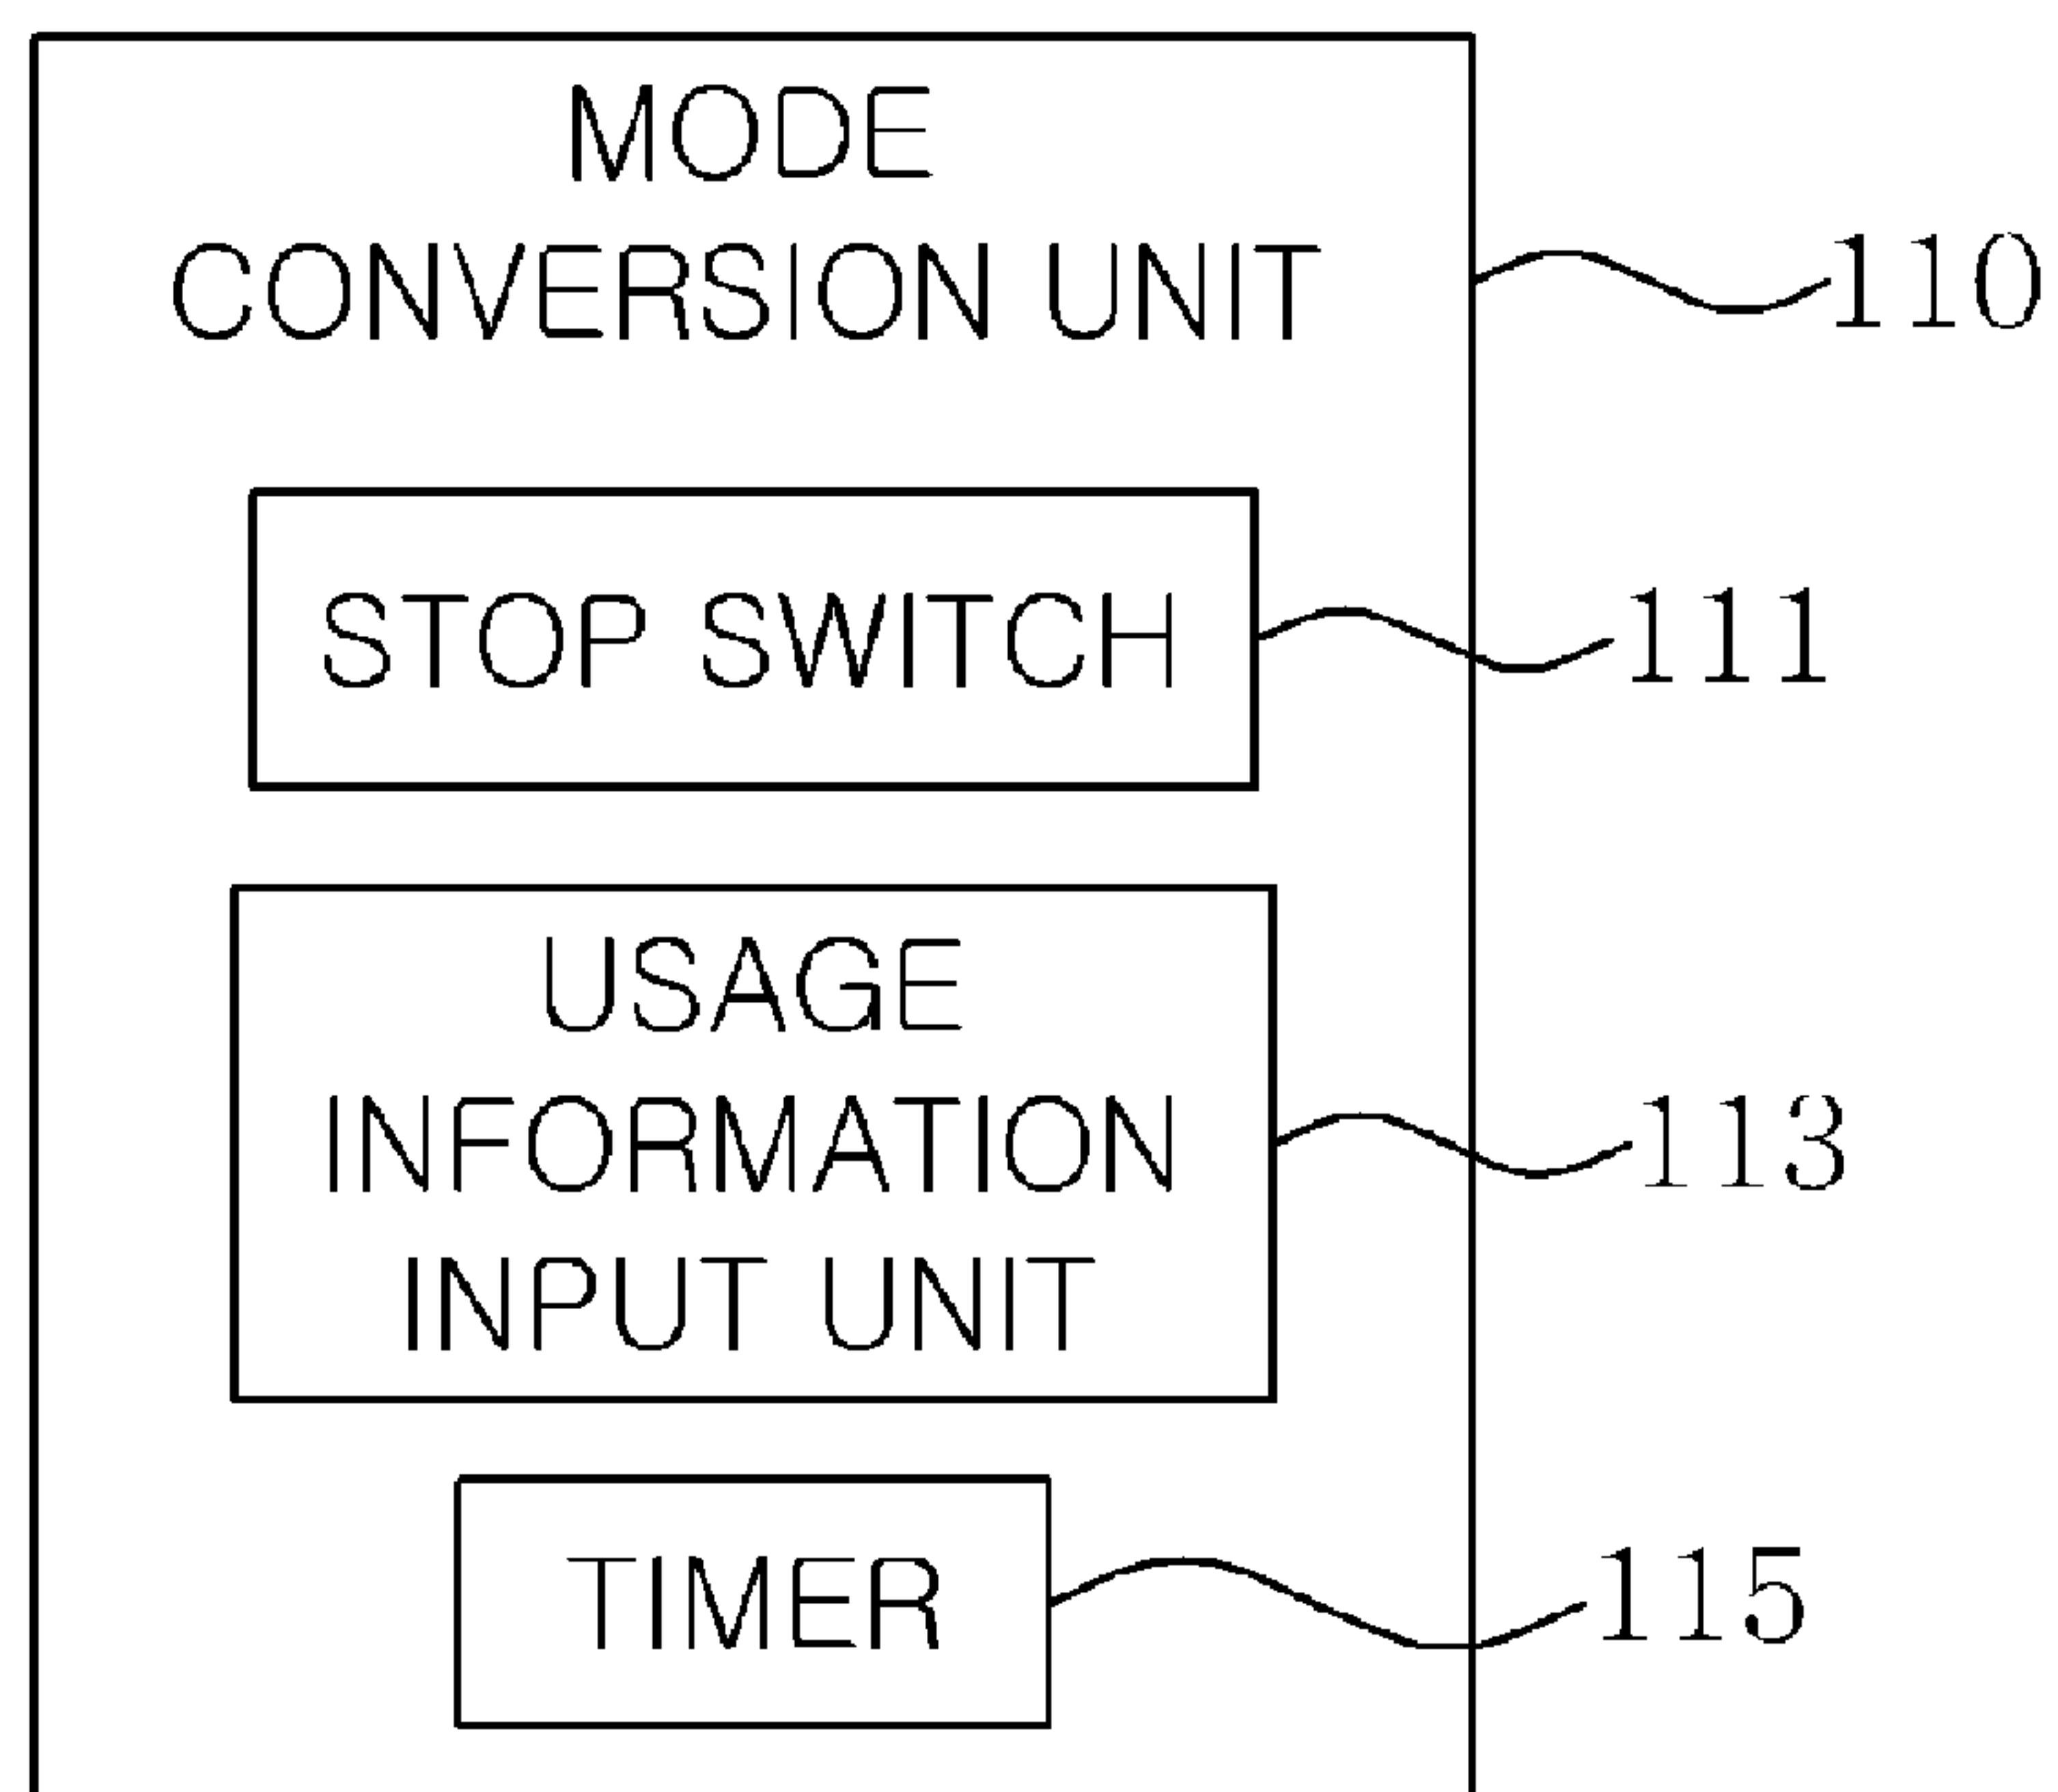 MODE
CONVERSION UNIT
110
STOP SWITCH
111
USAGE
INFORMATION
113
INPUT UNIT
TIMER
115